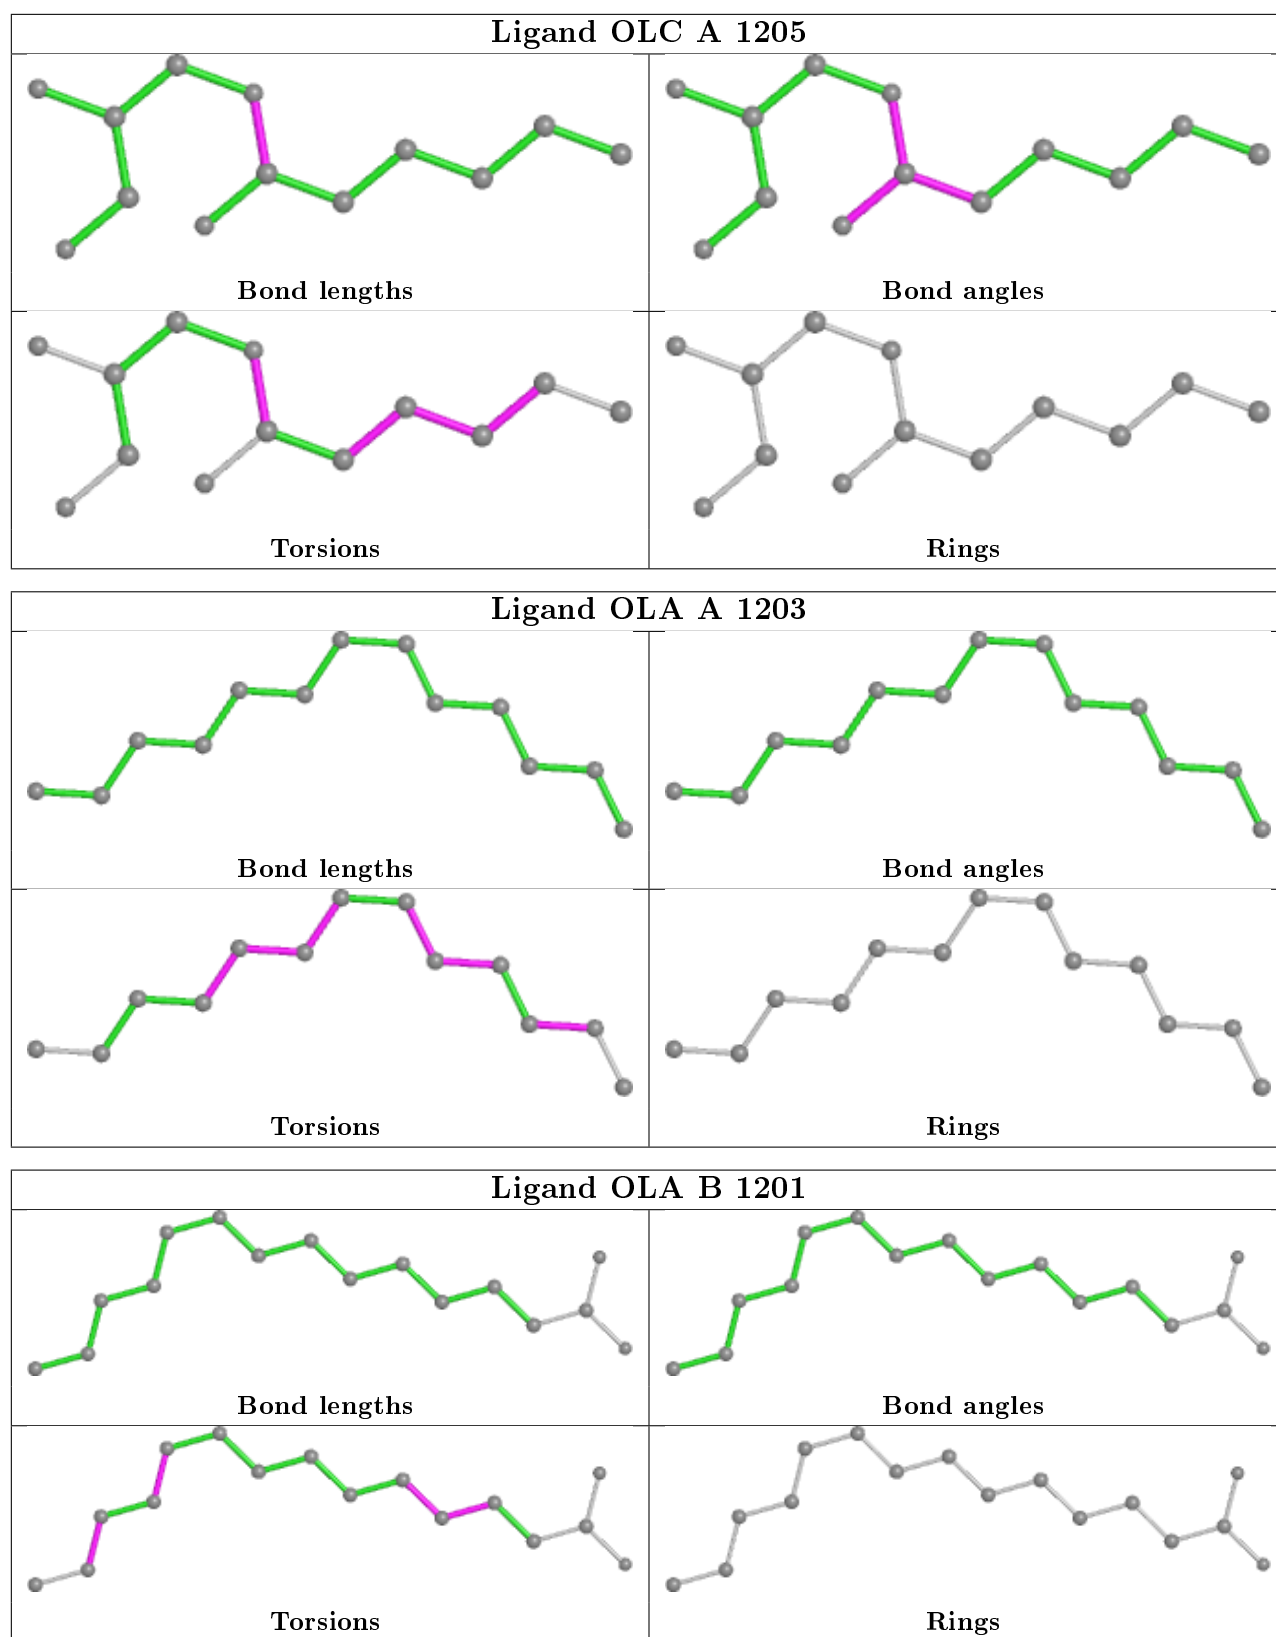 Ligand OLC A 1205
Bond lengths
Bond angles
Torsions
Rings
Ligand OLA A 1203
Bond lengths
Bond angles
Torsions
Rings
Ligand OLA B 1201
Bond lengths
Bond angles
Torsions
Rings